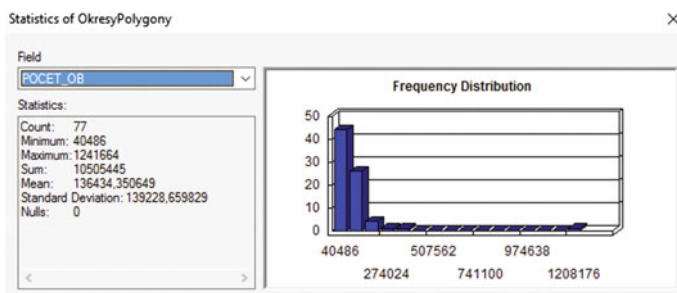 Statistics of OkresyPolygony
Field
POCET_OB
Statistics:
Count: 77
Minimum: 40486
Maximum: 1241664
Sum: 10505445
Mean: 136434,350649
Standard Deviation: 139228,659829
Nulls: 0
Frequency Distribution
50
40
30
20
10
0
40486 507562 974638
274024 741100 1208176